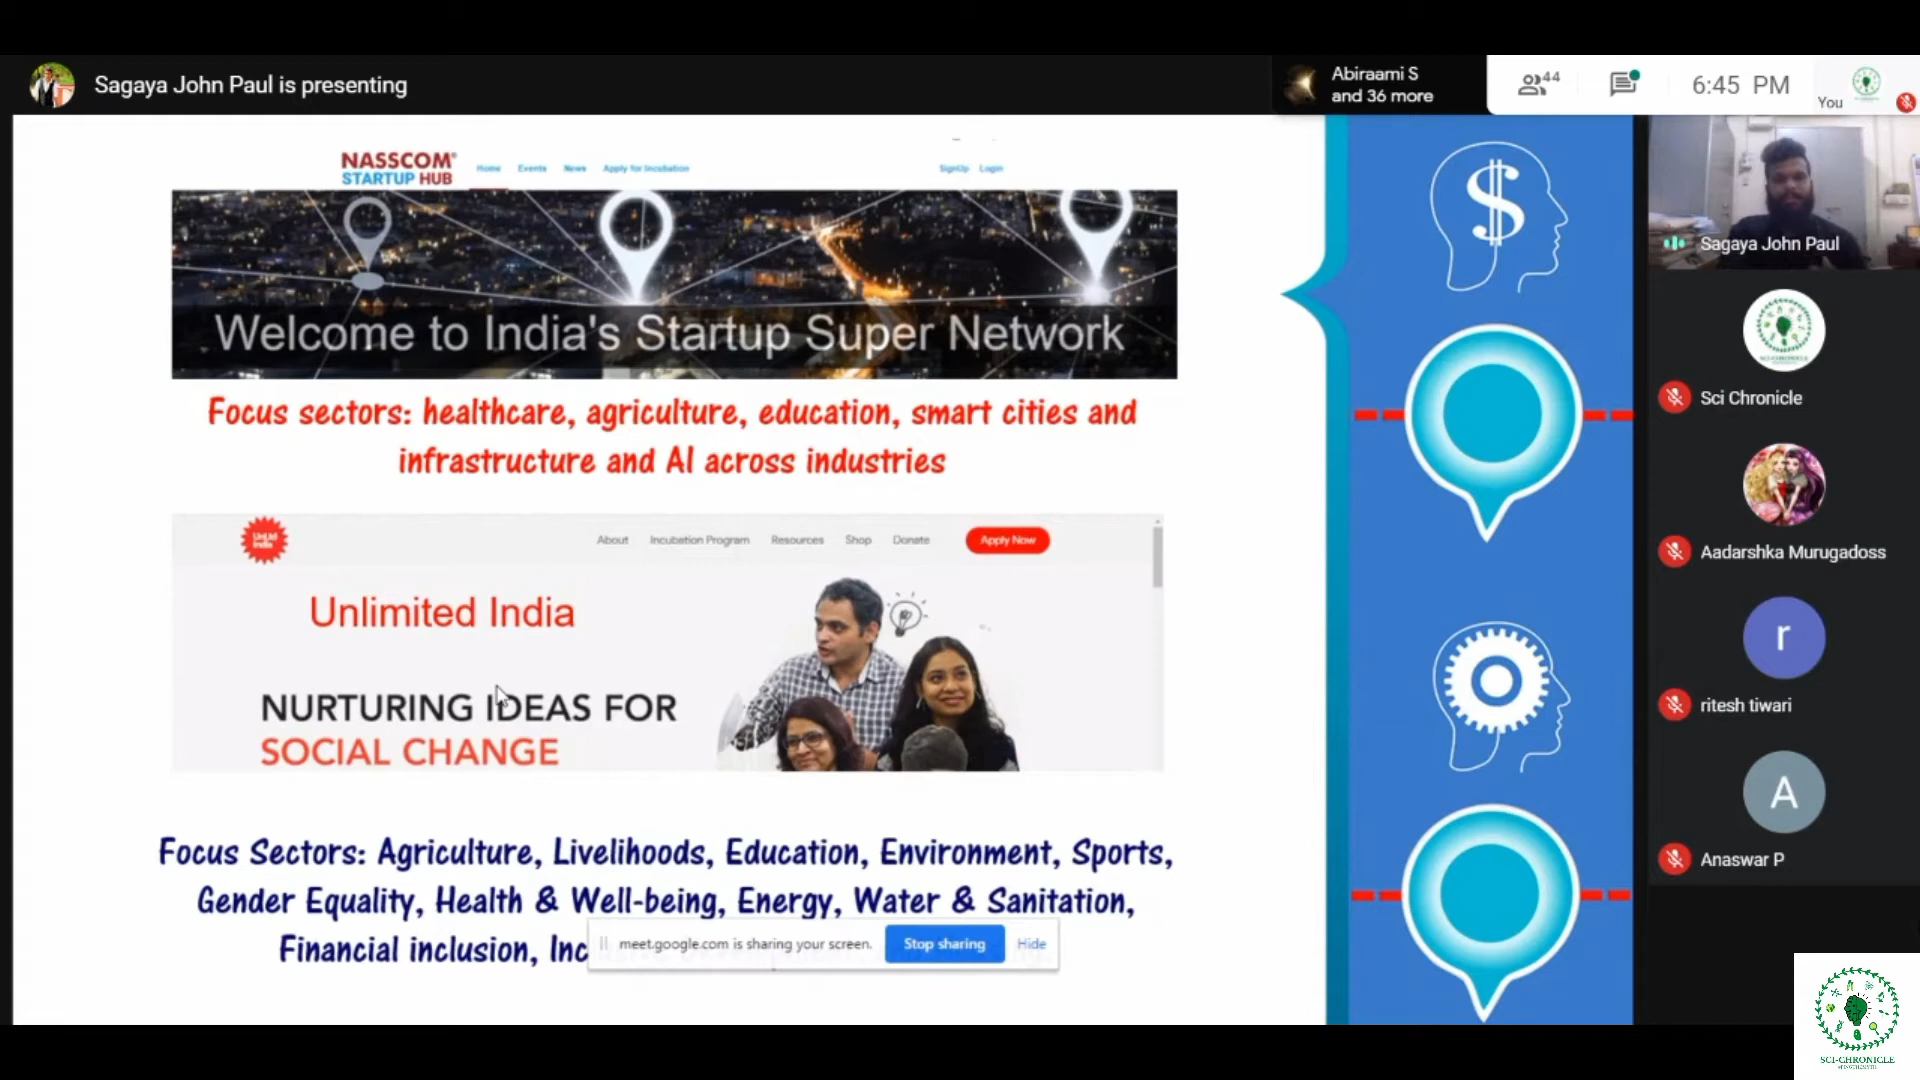 Sagaya John Paul is presenting
Abiraami S
and 36 more
44
6:45 PM
You
NASSCOM
STARTUP HUB
Home Events News Apply for Incubation
SignUp Login
Welcome to India's Startup Super Network
Focus sectors: healthcare, agriculture, education, smart cities and
infrastructure and AI across industries
UnLtd
India
About Incubation Program Resources Shop Donate Apply Now
Unlimited India
NURTURING IDEAS FOR
SOCIAL CHANGE
Focus Sectors: Agriculture, Livelihoods, Education, Environment, Sports,
Gender Equality, Health & Well-being, Energy, Water & Sanitation,
Financial inclusion, Inc
meet.google.com is sharing your screen. Stop sharing Hide
$
Sagaya John Paul
SCI-CHRONICLE
Sci Chronicle
Aadarshka Murugadoss
r
ritesh tiwari
A
Anaswar P
SCI-CHRONICLE